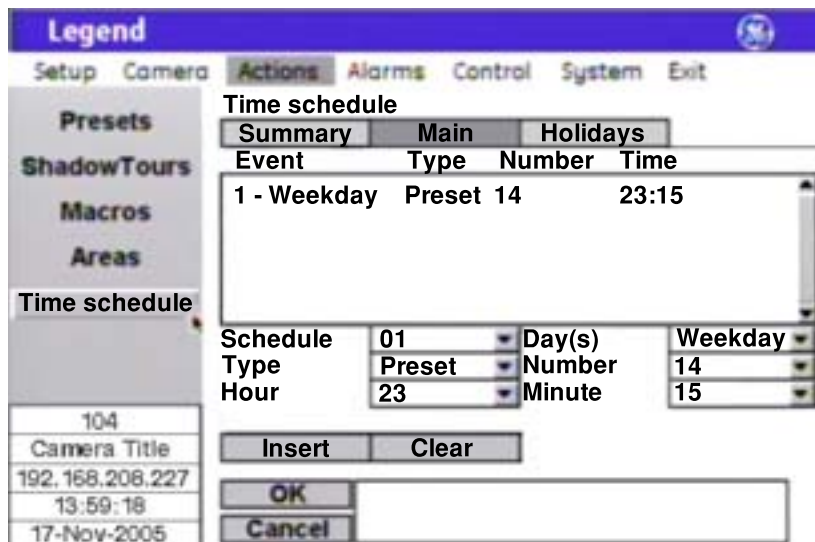 Legend
Setup Camera Actions Alarms Control System Exit
Presets
ShadowTours
Macros
Areas
Time schedule
Time schedule
Summary Main Holidays
Event Type Number Time
1 - Weekday Preset 14 23:15
Schedule 01 Day(s) Weekday
Type Preset Number 14
Hour 23 Minute 15
Insert Clear
OK
Cancel
104
Camera Title
192.168.208.227
13:59:18
17-Nov-2005